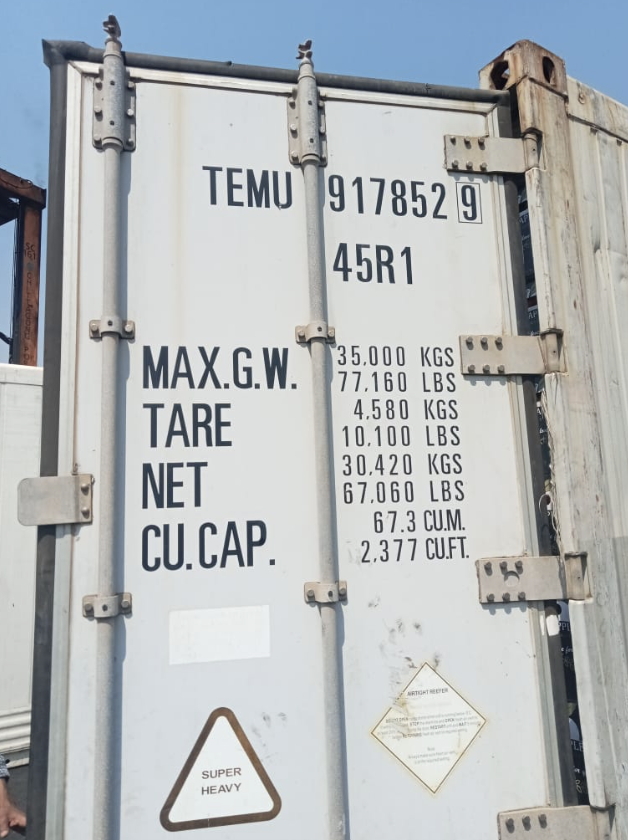 TEMU 917852 9
45R1
MAX.G.W. 35,000 KGS
77,160 LBS
TARE 4,580 KGS
10,100 LBS
NET 30,420 KGS
67,060 LBS
CU.CAP. 67.3 CU.M.
2,377 CU.FT.
AIRTIGHT REEFER
SUPER
HEAVY